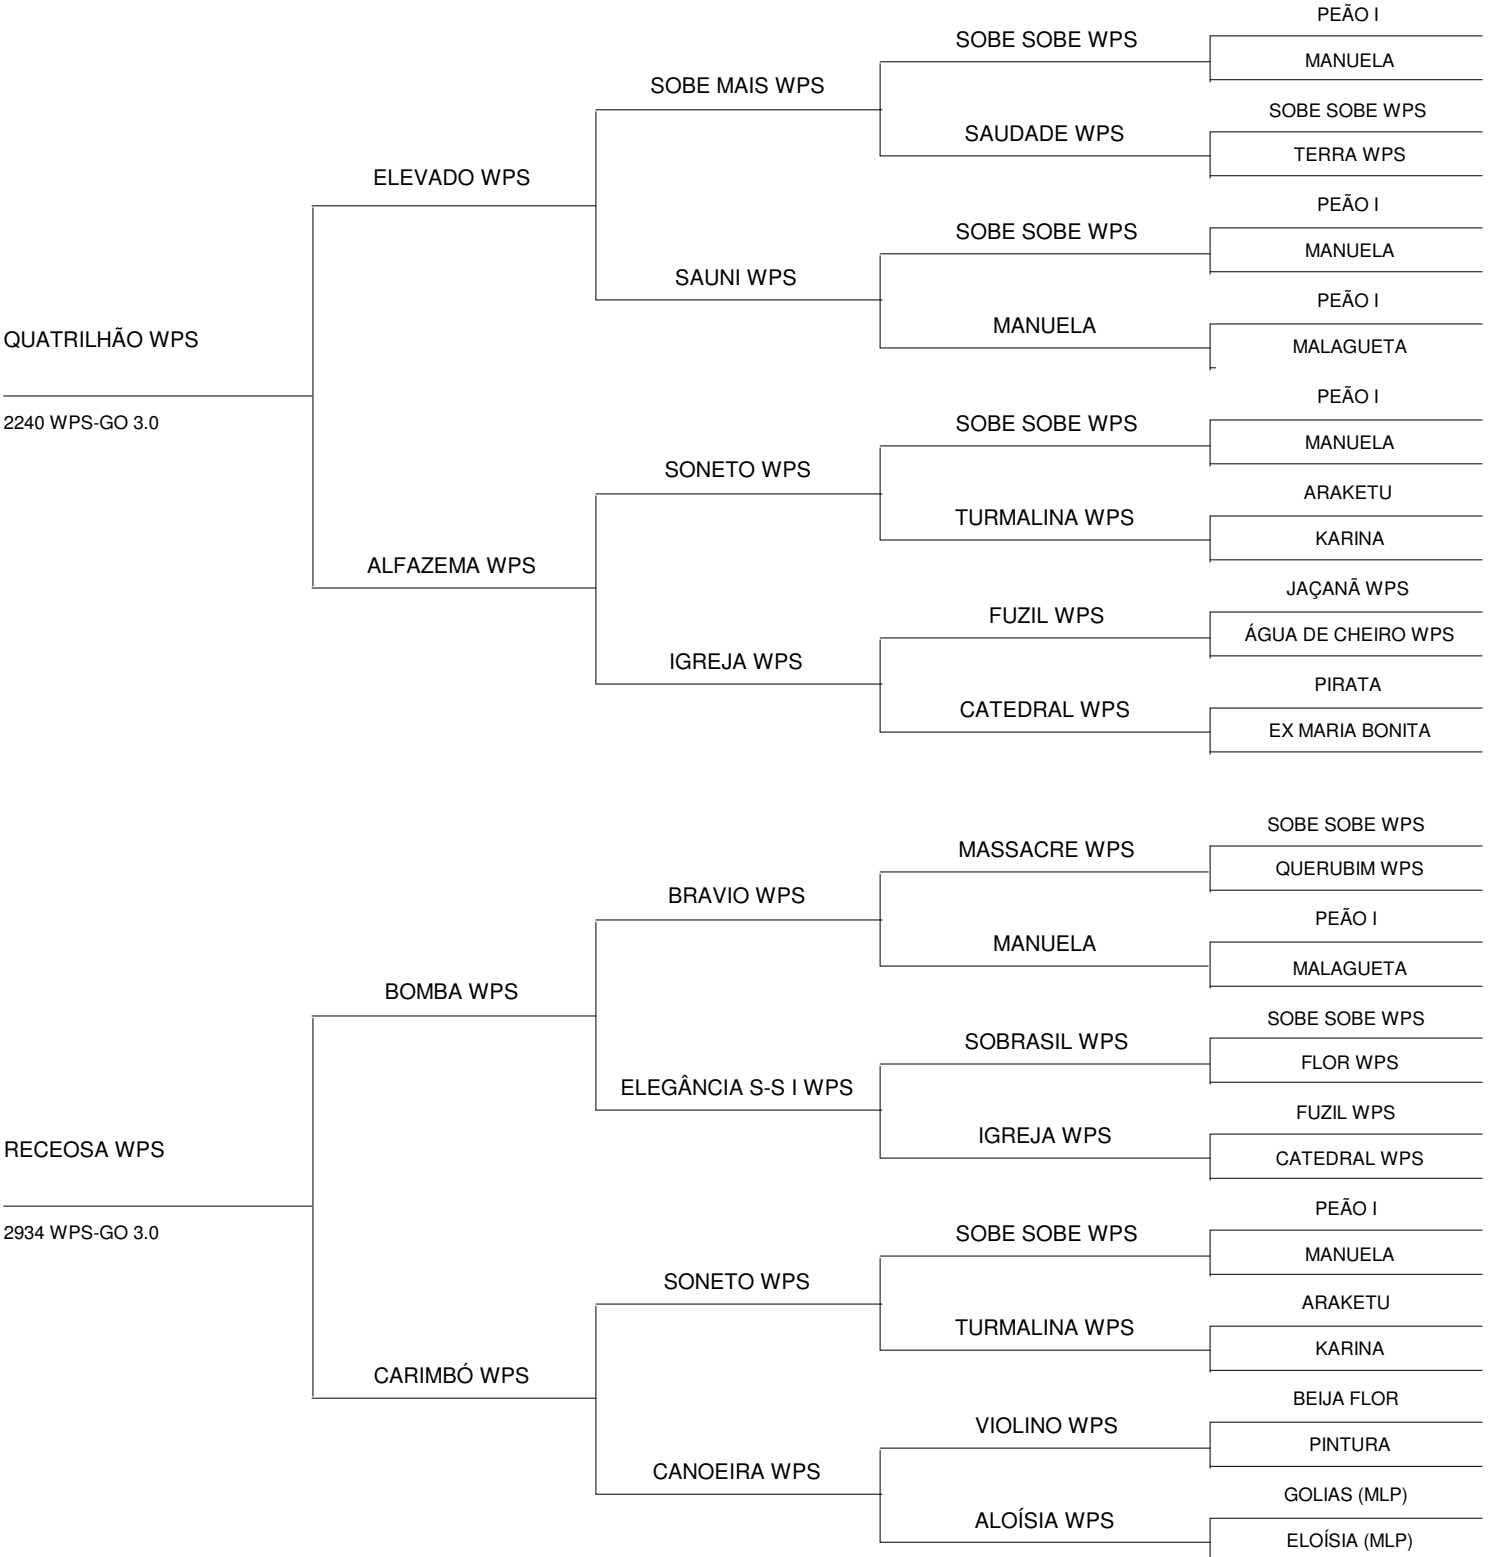 PEÃO I
SOBE SOBE WPS
MANUELA
SOBE MAIS WPS
SOBE SOBE WPS
SAUDADE WPS
TERRA WPS
ELEVADO WPS
PEÃO I
SOBE SOBE WPS
MANUELA
SAUNI WPS
PEÃO I
MANUELA
MALAGUETA
QUATRILHÃO WPS
2240 WPS-GO 3.0
PEÃO I
SOBE SOBE WPS
MANUELA
SONETO WPS
ARAKETU
TURMALINA WPS
KARINA
ALFAZEMA WPS
JAÇANÃ WPS
FUZIL WPS
ÁGUA DE CHEIRO WPS
IGREJA WPS
PIRATA
CATEDRAL WPS
EX MARIA BONITA
SOBE SOBE WPS
MASSACRE WPS
QUERUBIM WPS
BRAVIO WPS
PEÃO I
MANUELA
MALAGUETA
BOMBA WPS
SOBE SOBE WPS
SOBRASIL WPS
FLOR WPS
ELEGÂNCIA S-S I WPS
FUZIL WPS
IGREJA WPS
CATEDRAL WPS
RECEOSA WPS
2934 WPS-GO 3.0
PEÃO I
SOBE SOBE WPS
MANUELA
SONETO WPS
ARAKETU
TURMALINA WPS
KARINA
CARIMBÓ WPS
BEIJA FLOR
VIOLINO WPS
PINTURA
CANOEIRA WPS
GOLIAS (MLP)
ALOÍSIA WPS
ELOÍSIA (MLP)